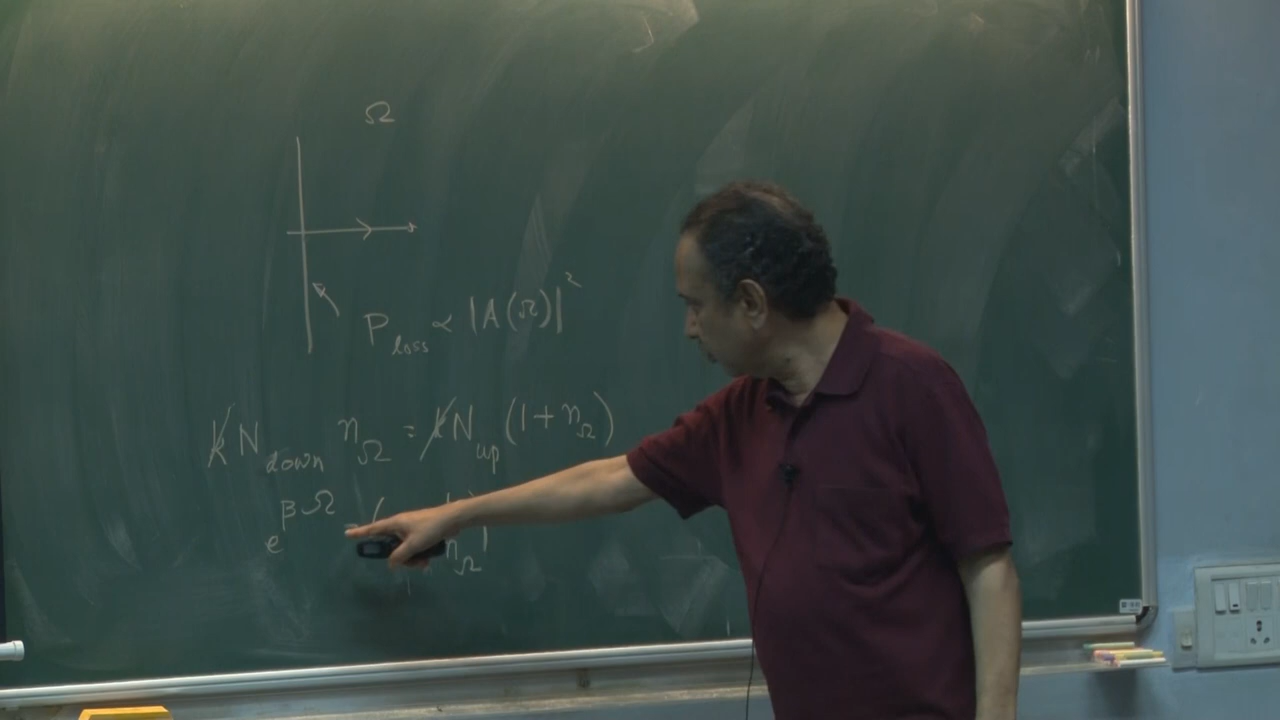 Ω
P_loss ∝ |A(Ω)|²
k N_down n_Ω = k N_up (1 + n_Ω)
e^βΩ = ( n_Ω )